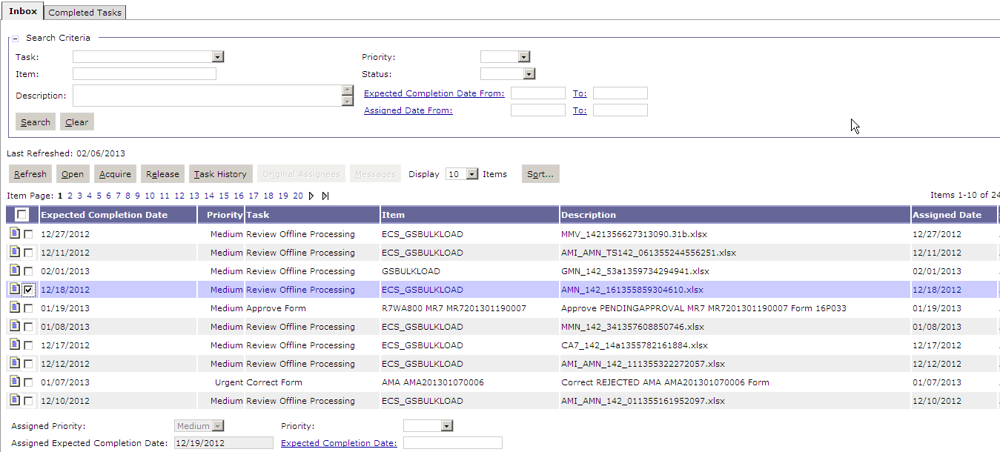 Inbox Completed Tasks
Search Criteria
Task: Priority:
Item: Status:
Description: Expected Completion Date From: To:
Assigned Date From: To:
Search Clear
Last Refreshed: 02/06/2013
Refresh Open Acquire Release Task History Original Assignees Messages Display 10 Items Sort...
Item Page: 1 2 3 4 5 6 7 8 9 10 11 12 13 14 15 16 17 18 19 20 Items 1-10 of 24
Expected Completion Date Priority Task Item Description Assigned Date
12/27/2012 Medium Review Offline Processing ECS_GSBULKLOAD MMV_1421356627313090.31b.xlsx 12/27/2012
12/11/2012 Medium Review Offline Processing ECS_GSBULKLOAD AMI_AMN_TS142_061355244556251.xlsx 12/11/2012
02/01/2013 Medium Review Offline Processing GSBULKLOAD GMN_142_53a1359734294941.xlsx 02/01/2013
12/18/2012 Medium Review Offline Processing ECS_GSBULKLOAD AMN_142_161355859304610.xlsx 12/18/2012
01/19/2013 Medium Approve Form R7WA800 MR7 MR7201301190007 Approve PENDINGAPPROVAL MR7 MR7201301190007 Form 16P033 01/19/2013
01/08/2013 Medium Review Offline Processing ECS_GSBULKLOAD MMN_142_341357608850746.xlsx 01/08/2013
12/17/2012 Medium Review Offline Processing ECS_GSBULKLOAD CA7_142_14a1355782161884.xlsx 12/17/2012
12/12/2012 Medium Review Offline Processing ECS_GSBULKLOAD AMI_AMN_142_111355322272057.xlsx 12/12/2012
01/07/2013 Urgent Correct Form AMA AMA201301070006 Correct REJECTED AMA AMA201301070006 Form 01/07/2013
12/10/2012 Medium Review Offline Processing ECS_GSBULKLOAD AMI_AMN_142_011355161952097.xlsx 12/10/2012
Assigned Priority: Medium Priority:
Assigned Expected Completion Date: 12/19/2012 Expected Completion Date: